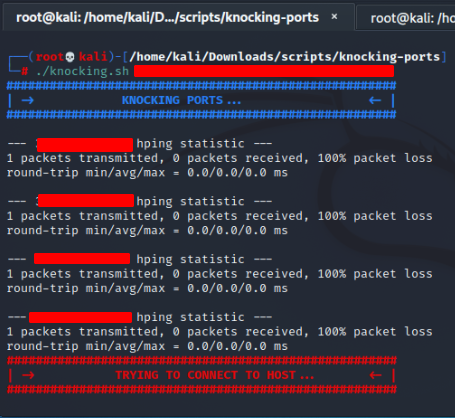 root@kali: /home/kali/D.../scripts/knocking-ports × root@kali: /ho
┌──(root💀kali)-[/home/kali/Downloads/scripts/knocking-ports]
└─# ./knocking.sh
######################################################
| → KNOCKING PORTS... ← |
######################################################
--- hping statistic ---
1 packets transmitted, 0 packets received, 100% packet loss
round-trip min/avg/max = 0.0/0.0/0.0 ms
--- hping statistic ---
1 packets transmitted, 0 packets received, 100% packet loss
round-trip min/avg/max = 0.0/0.0/0.0 ms
--- hping statistic ---
1 packets transmitted, 0 packets received, 100% packet loss
round-trip min/avg/max = 0.0/0.0/0.0 ms
--- hping statistic ---
1 packets transmitted, 0 packets received, 100% packet loss
round-trip min/avg/max = 0.0/0.0/0.0 ms
######################################################
| → TRYING TO CONNECT TO HOST... ← |
######################################################